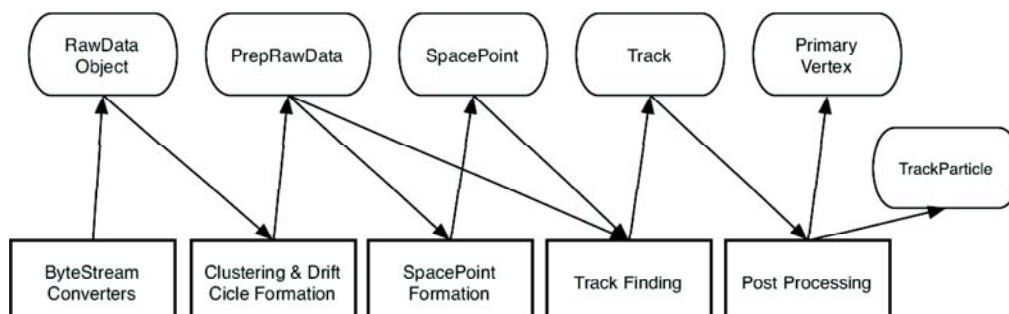 RawData
Object
PrepRawData
SpacePoint
Track
Primary
Vertex
TrackParticle
ByteStream
Converters
Clustering & Drift
Cicle Formation
SpacePoint
Formation
Track Finding
Post Processing